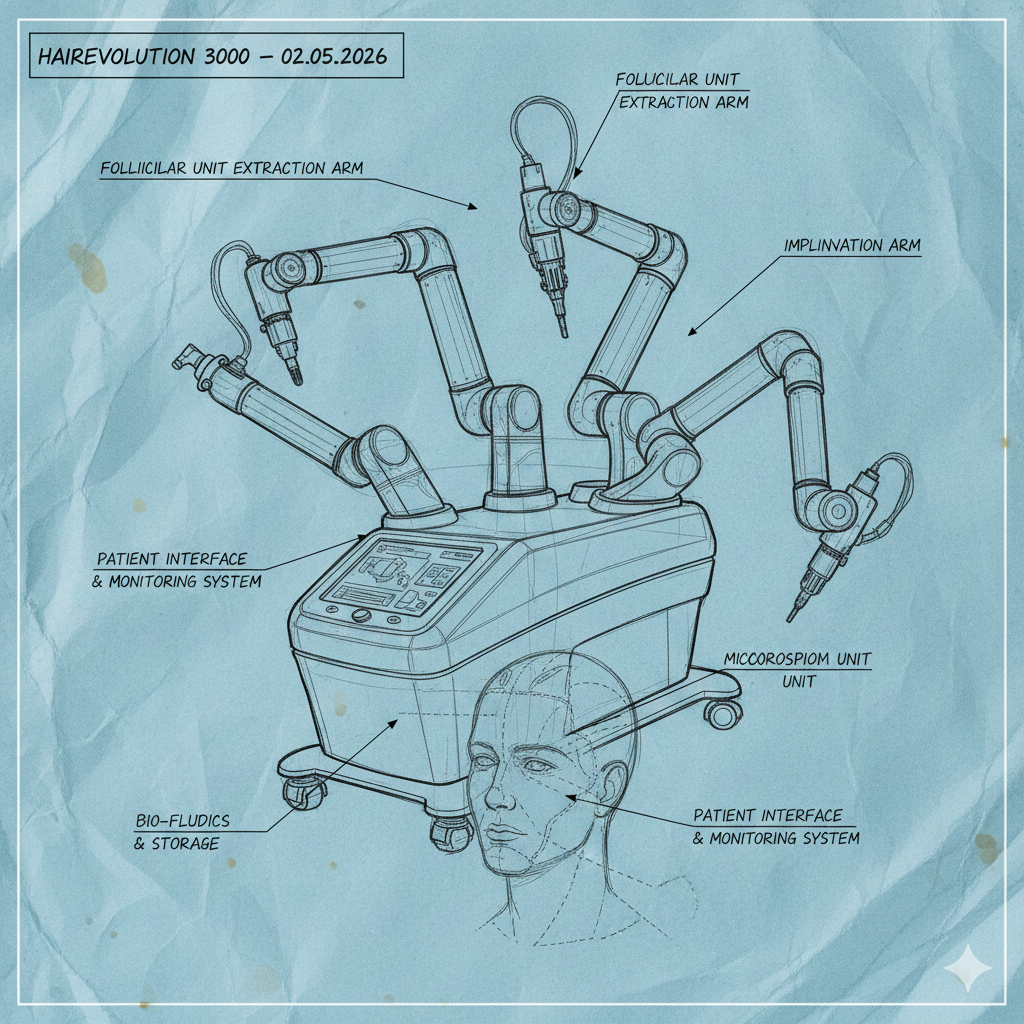 HAIREVOLUTION 3000 – 02.05.2026
FOLUCILAR UNIT
EXTRACTION ARM
FOLLIICILAR UNIT EXTRACTION ARM
IMPLINVATION ARM
PATIENT INTERFACE
& MONITORING SYSTEM
MICCOROSPIOM UNIT
UNIT
BIO-FLUDICS
& STORAGE
PATIENT INTERFACE
& MONITORING SYSTEM